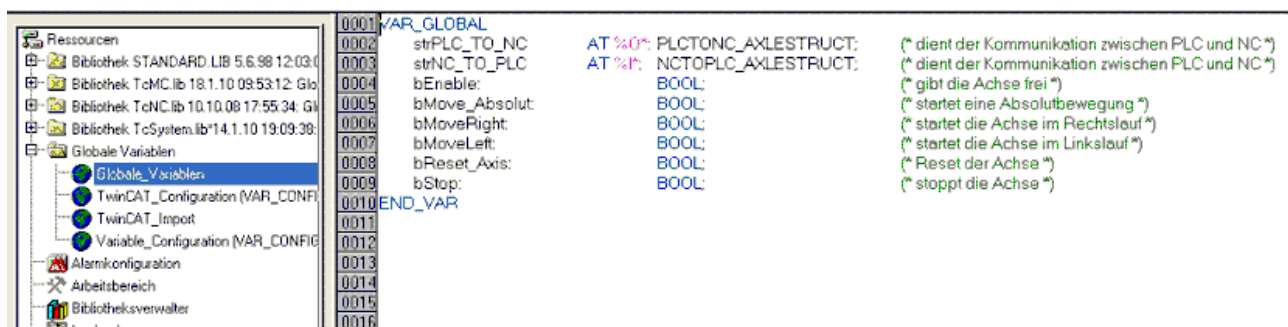 Ressourcen
Bibliothek STANDARD.LIB 5.6.98 12:03:0
Bibliothek TcMC.lib 18.1.10 09:53:12: Glo
Bibliothek TcNC.lib 10.10.08 17:55:34: Gl
Bibliothek TcSystem.lib*14.1.10 19:09:38:
Globale Variablen
Globale_Variablen
TwinCAT_Configuration (VAR_CONFI
TwinCAT_Import
Variable_Configuration (VAR_CONFIG
Alarmkonfiguration
Arbeitsbereich
Bibliotheksverwalter
0001 VAR_GLOBAL
0002 strPLC_TO_NC AT %Q*: PLCTONC_AXLESTRUCT; (* dient der Kommunikation zwischen PLC und NC *)
0003 strNC_TO_PLC AT %I*: NCTOPLC_AXLESTRUCT; (* dient der Kommunikation zwischen PLC und NC *)
0004 bEnable: BOOL; (* gibt die Achse frei *)
0005 bMove_Absolut: BOOL; (* startet eine Absolutbewegung *)
0006 bMoveRight: BOOL; (* startet die Achse im Rechtslauf *)
0007 bMoveLeft: BOOL; (* startet die Achse im Linkslauf *)
0008 bReset_Axis: BOOL; (* Reset der Achse *)
0009 bStop: BOOL; (* stoppt die Achse *)
0010 END_VAR
0011
0012
0013
0014
0015
0016